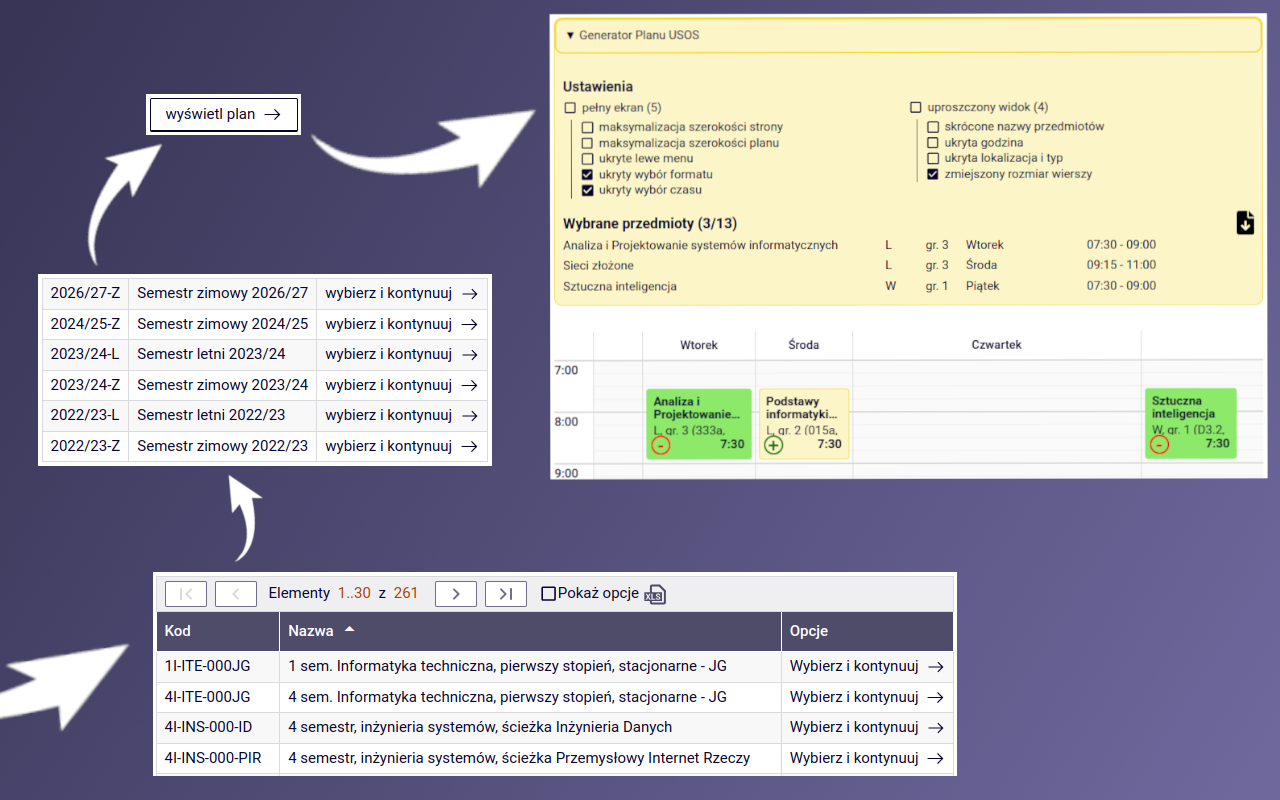 ▼ Generator Planu USOS
Ustawienia
pełny ekran (5)
maksymalizacja szerokości strony
maksymalizacja szerokości planu
ukryte lewe menu
ukryty wybór formatu
ukryty wybór czasu
uproszczony widok (4)
skrócone nazwy przedmiotów
ukryta godzina
ukryta lokalizacja i typ
zmiejszony rozmiar wierszy
Wybrane przedmioty (3/13)
Analiza i Projektowanie systemów informatycznych L gr. 3 Wtorek 07:30 - 09:00
Sieci złożone L gr. 3 Środa 09:15 - 11:00
Sztuczna inteligencja W gr. 1 Piątek 07:30 - 09:00
Wtorek Środa Czwartek
7:00
8:00
9:00
Analiza i
Projektowanie...
L, gr. 3 (333a,
- 7:30
Podstawy
informatyki...
L, gr. 2 (015a,
+ 7:30
Sztuczna
inteligencja
W, gr. 1 (D3.2,
- 7:30
wyświetl plan →
2026/27-Z Semestr zimowy 2026/27 wybierz i kontynuuj →
2024/25-Z Semestr zimowy 2024/25 wybierz i kontynuuj →
2023/24-L Semestr letni 2023/24 wybierz i kontynuuj →
2023/24-Z Semestr zimowy 2023/24 wybierz i kontynuuj →
2022/23-L Semestr letni 2022/23 wybierz i kontynuuj →
2022/23-Z Semestr zimowy 2022/23 wybierz i kontynuuj →
Elementy 1..30 z 261 Pokaż opcje XLS
Kod Nazwa Opcje
1I-ITE-000JG 1 sem. Informatyka techniczna, pierwszy stopień, stacjonarne - JG Wybierz i kontynuuj →
4I-ITE-000JG 4 sem. Informatyka techniczna, pierwszy stopień, stacjonarne - JG Wybierz i kontynuuj →
4I-INS-000-ID 4 semestr, inżynieria systemów, ścieżka Inżynieria Danych Wybierz i kontynuuj →
4I-INS-000-PIR 4 semestr, inżynieria systemów, ścieżka Przemysłowy Internet Rzeczy Wybierz i kontynuuj →